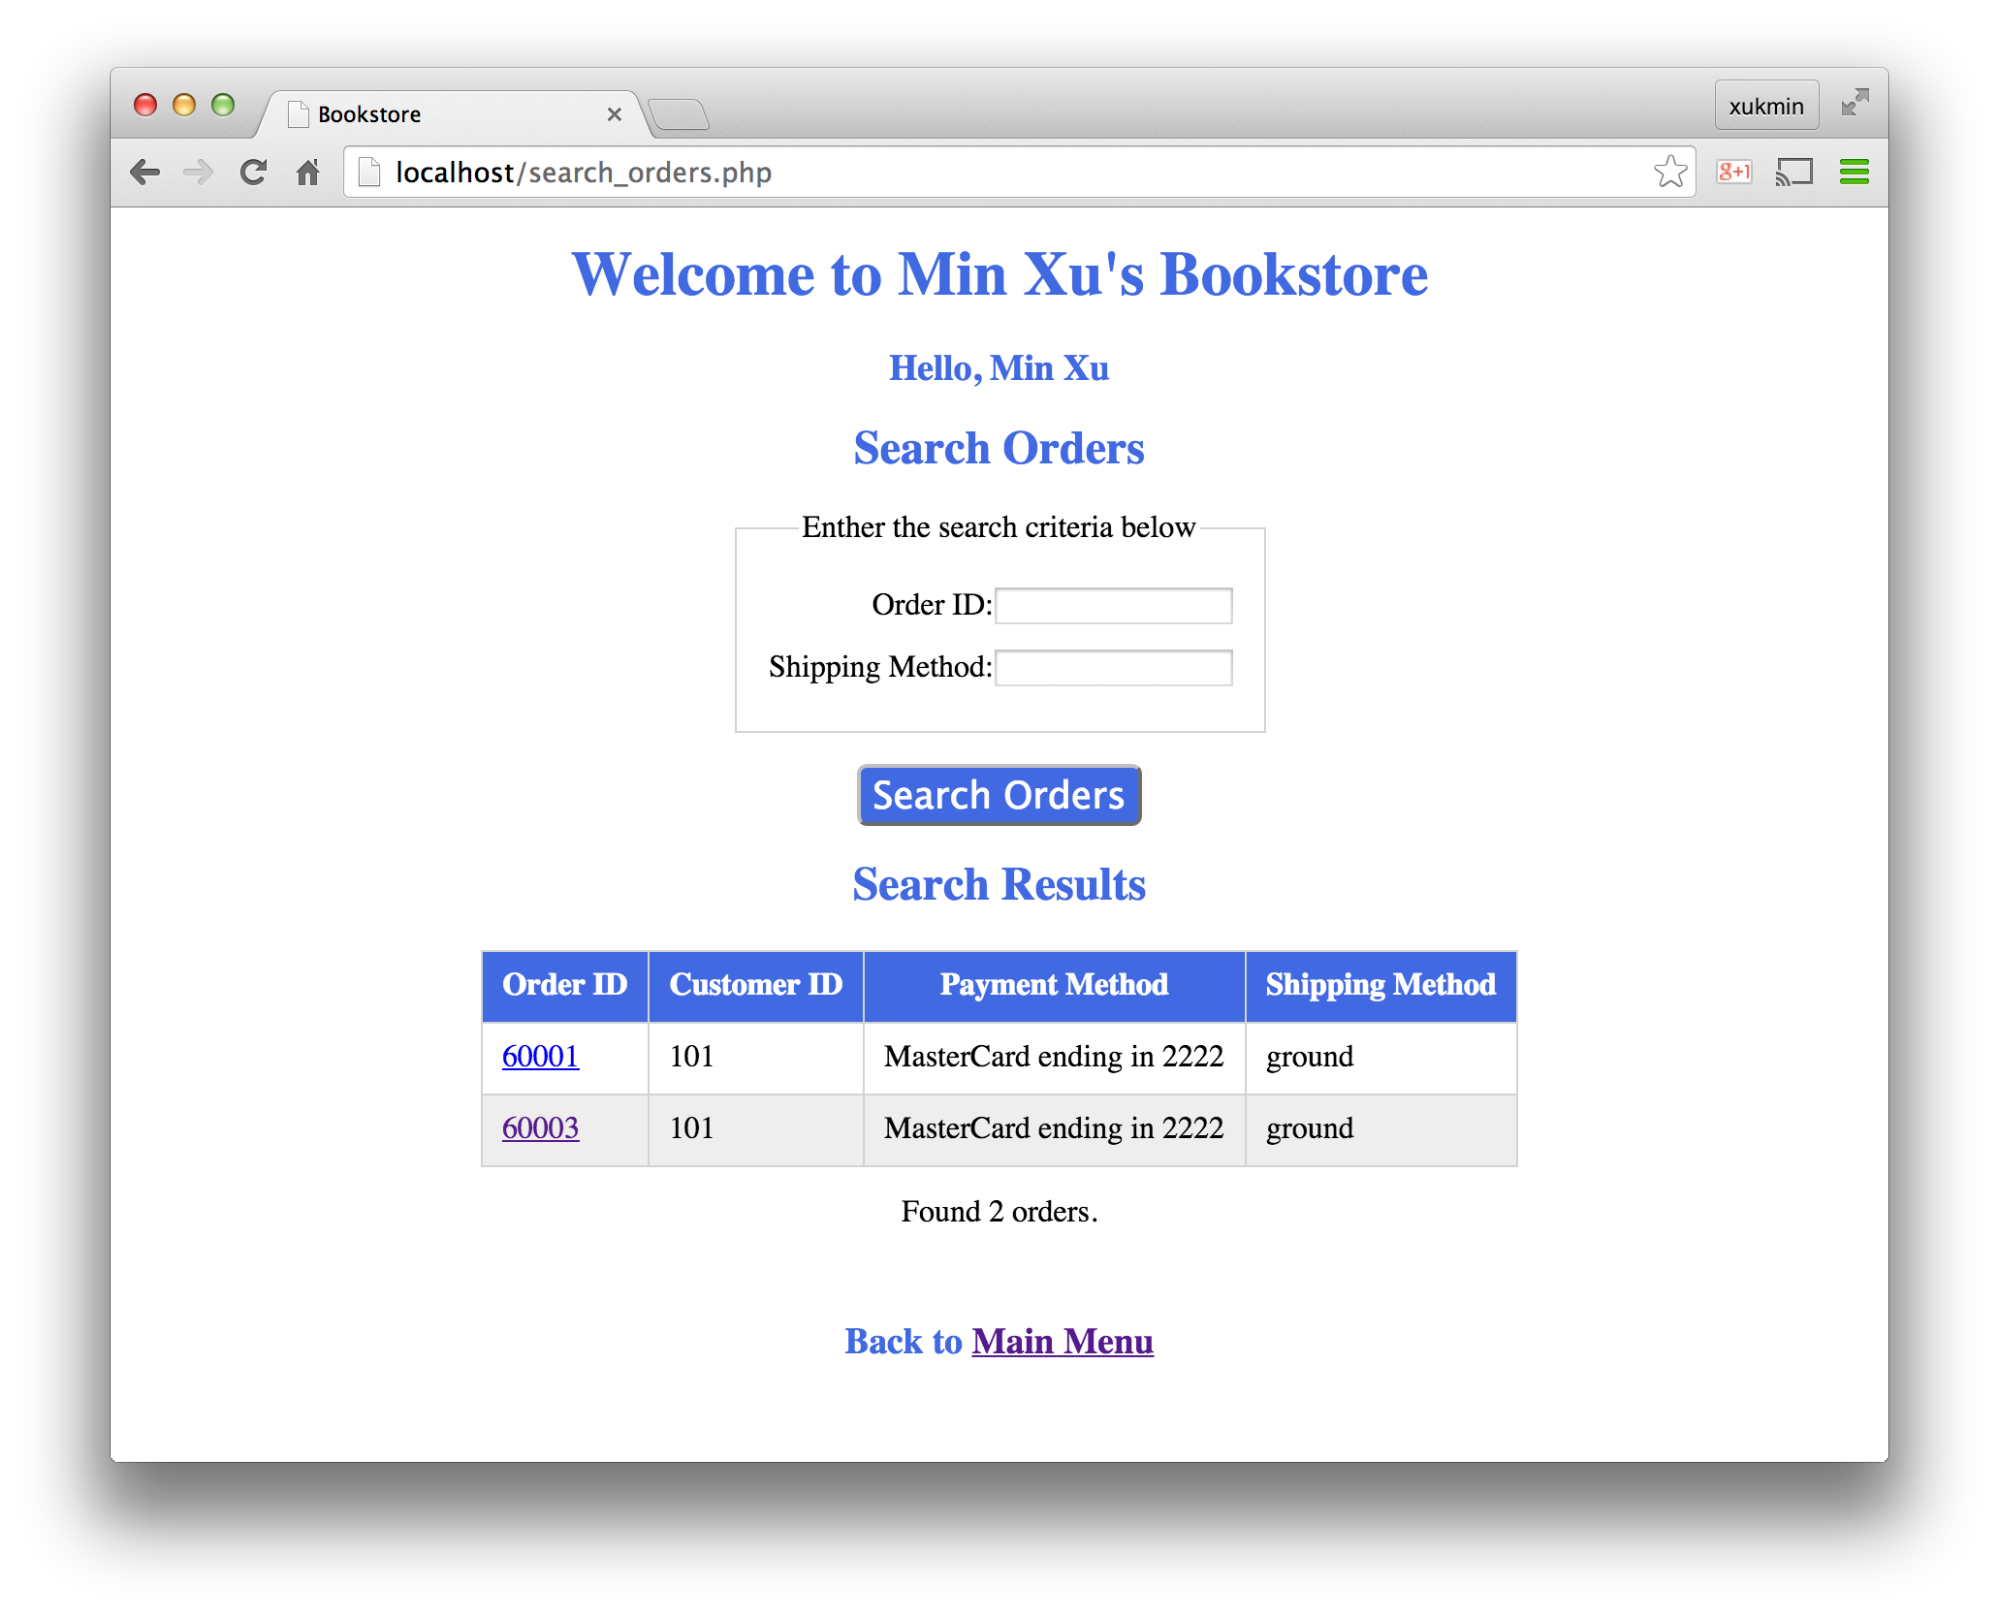 Bookstore
xukmin
localhost/search_orders.php
g+1
Welcome to Min Xu's Bookstore
Hello, Min Xu
Search Orders
Enther the search criteria below
Order ID:
Shipping Method:
Search Orders
Search Results
Order ID Customer ID Payment Method Shipping Method
60001 101 MasterCard ending in 2222 ground
60003 101 MasterCard ending in 2222 ground
Found 2 orders.
Back to Main Menu